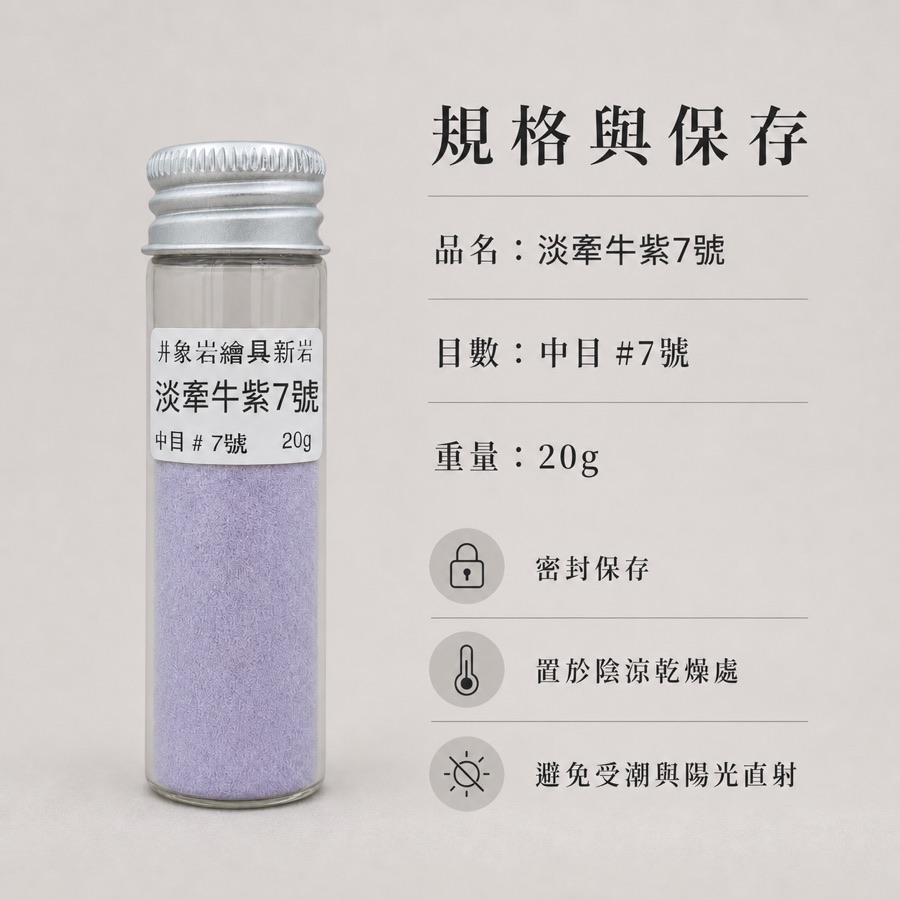 井象岩繪具新岩
淡牽牛紫7號
中目 # 7號 20g
規格與保存
品名：淡牽牛紫7號
目數：中目 #7號
重量：20g
密封保存
置於陰涼乾燥處
避免受潮與陽光直射